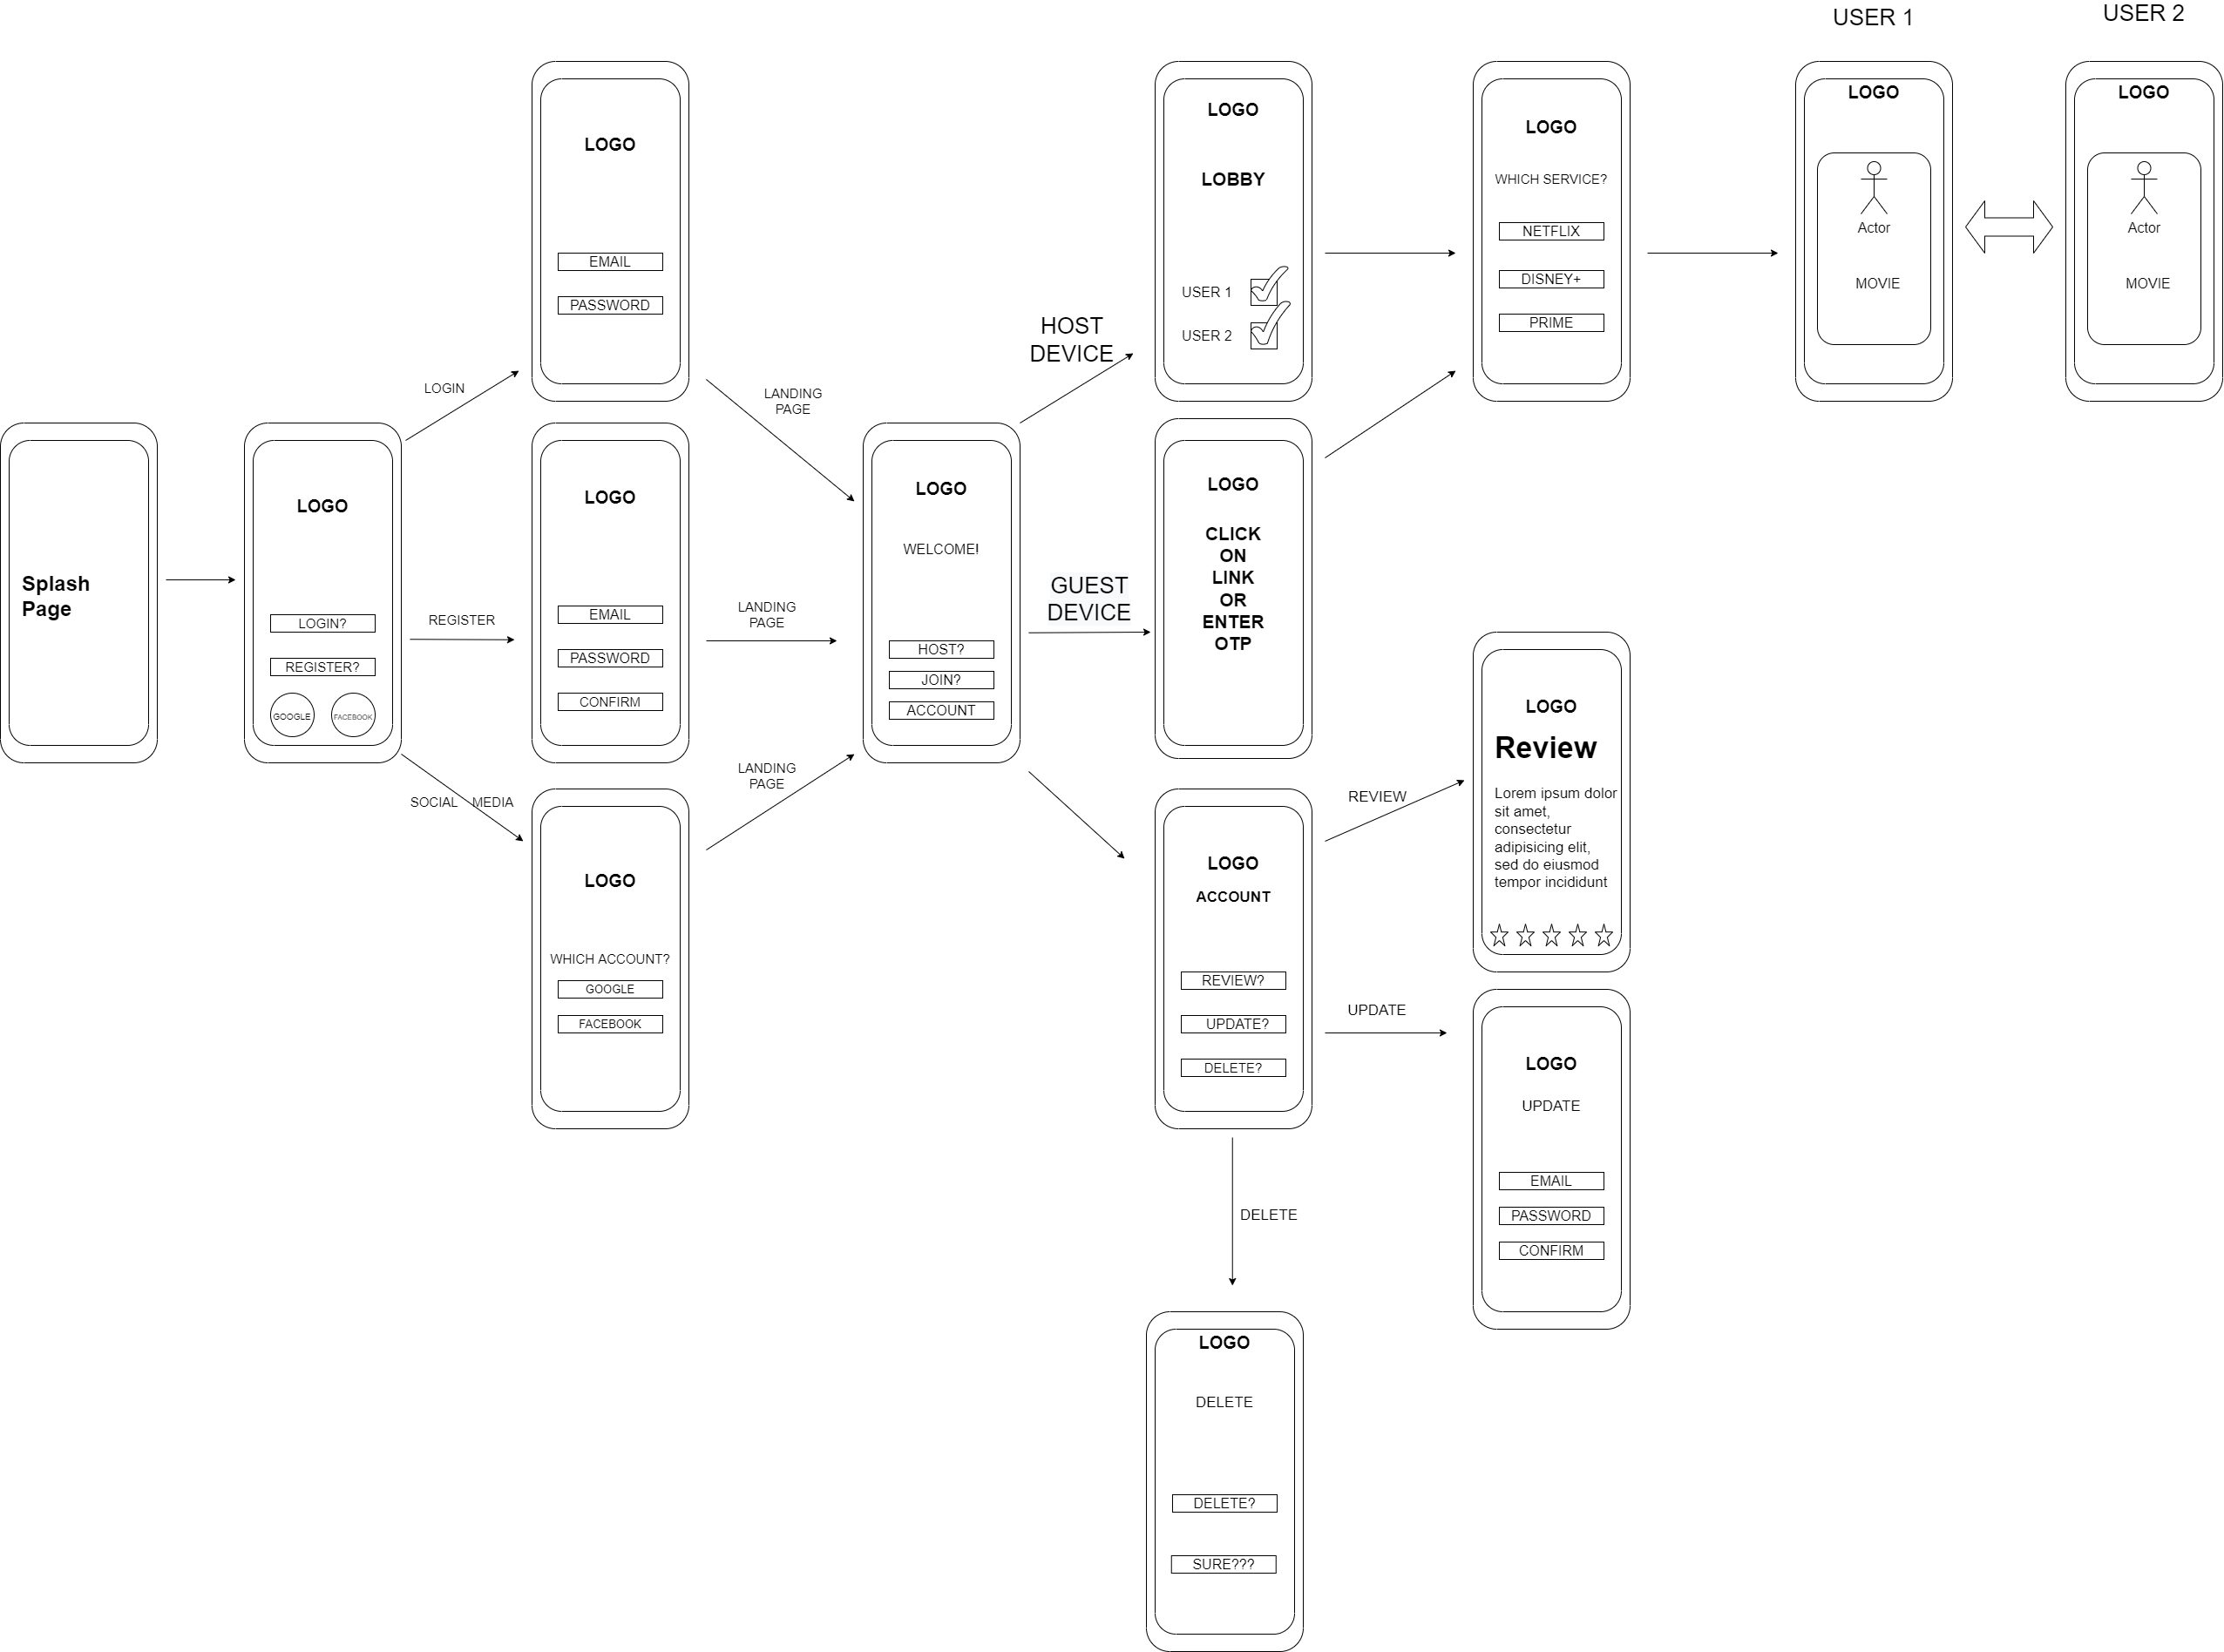 USER 1
USER 2
LOGO
EMAIL
PASSWORD
LOGO
LOBBY
USER 1
USER 2
LOGO
WHICH SERVICE?
NETFLIX
DISNEY+
PRIME
LOGO
Actor
MOVIE
LOGO
Actor
MOVIE
HOST
DEVICE
LOGIN
LANDING
PAGE
Splash
Page
LOGO
LOGIN?
REGISTER?
GOOGLE
FACEBOOK
REGISTER
LOGO
EMAIL
PASSWORD
CONFIRM
LANDING
PAGE
LOGO
WELCOME!
HOST?
JOIN?
ACCOUNT
GUEST
DEVICE
LOGO
CLICK
ON
LINK
OR
ENTER
OTP
SOCIAL MEDIA
LANDING
PAGE
LOGO
WHICH ACCOUNT?
GOOGLE
FACEBOOK
LOGO
ACCOUNT
REVIEW?
UPDATE?
DELETE?
REVIEW
LOGO
Review
Lorem ipsum dolor
sit amet,
consectetur
adipisicing elit,
sed do eiusmod
tempor incididunt
UPDATE
LOGO
UPDATE
EMAIL
PASSWORD
CONFIRM
DELETE
LOGO
DELETE
DELETE?
SURE???